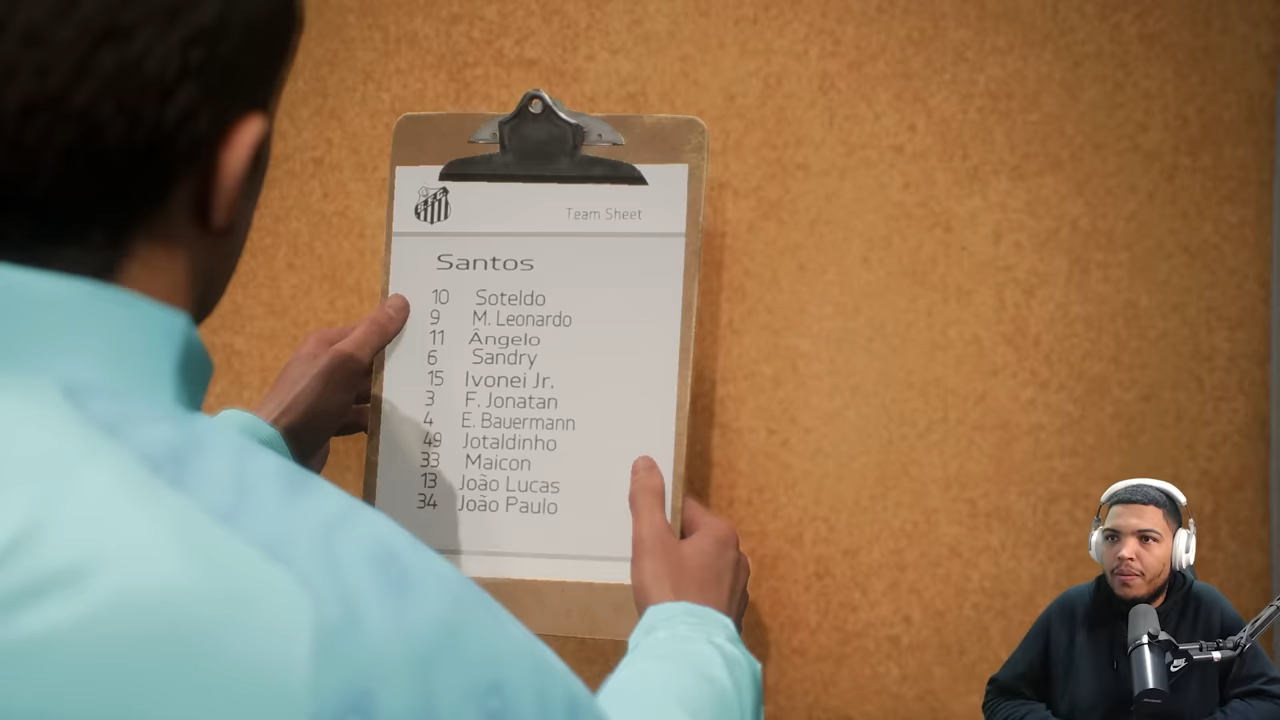 Team Sheet
Santos
10 Soteldo
9 M. Leonardo
11 Ângelo
6 Sandry
15 Ivonei Jr.
3 F. Jonatan
4 E. Bauermann
49 Jotaldinho
33 Maicon
13 João Lucas
34 João Paulo